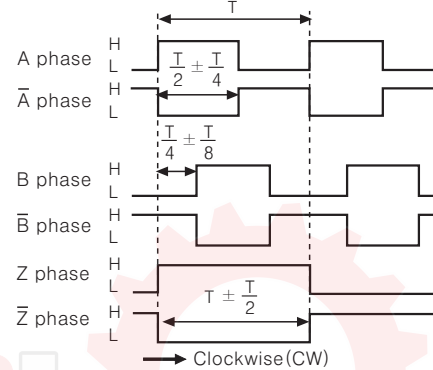 T
H
A phase
L
T/2 ± T/4
H
A̅ phase
L
T/4 ± T/8
H
B phase
L
H
B̅ phase
L
H
Z phase
L
T ± T/2
H
Z̅ phase
L
Clockwise(CW)